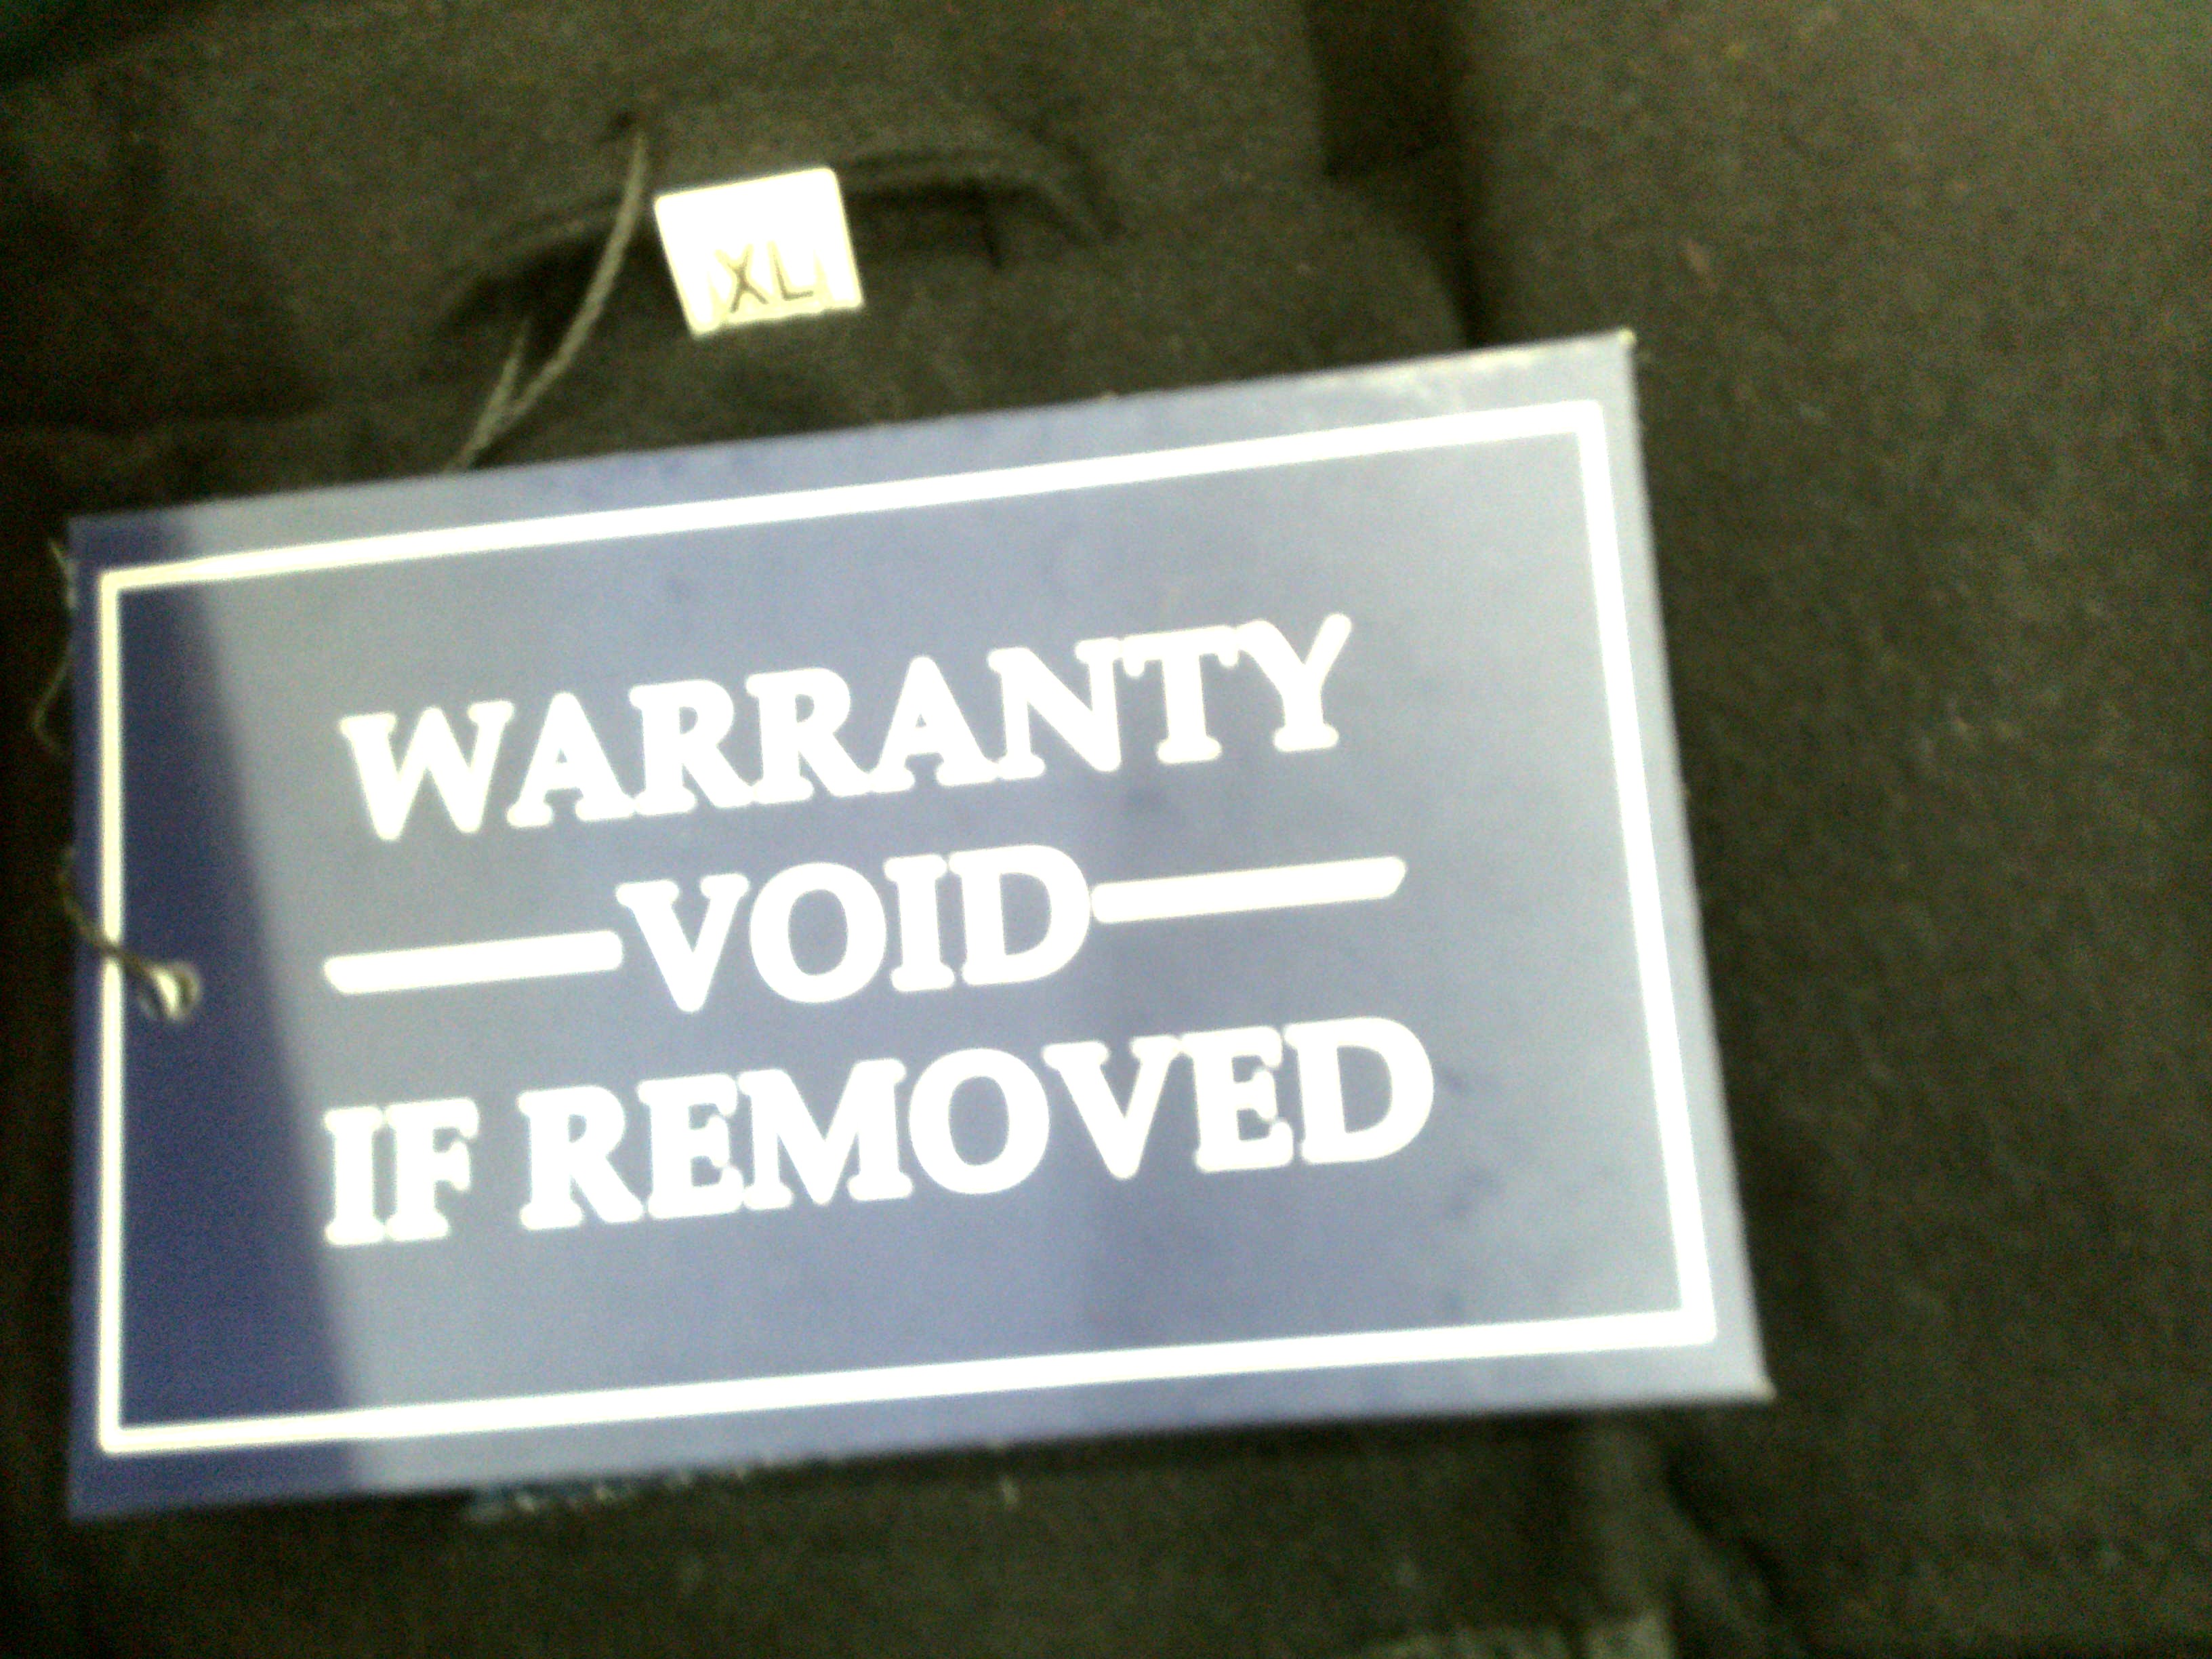 XL
WARRANTY
VOID
IF REMOVED